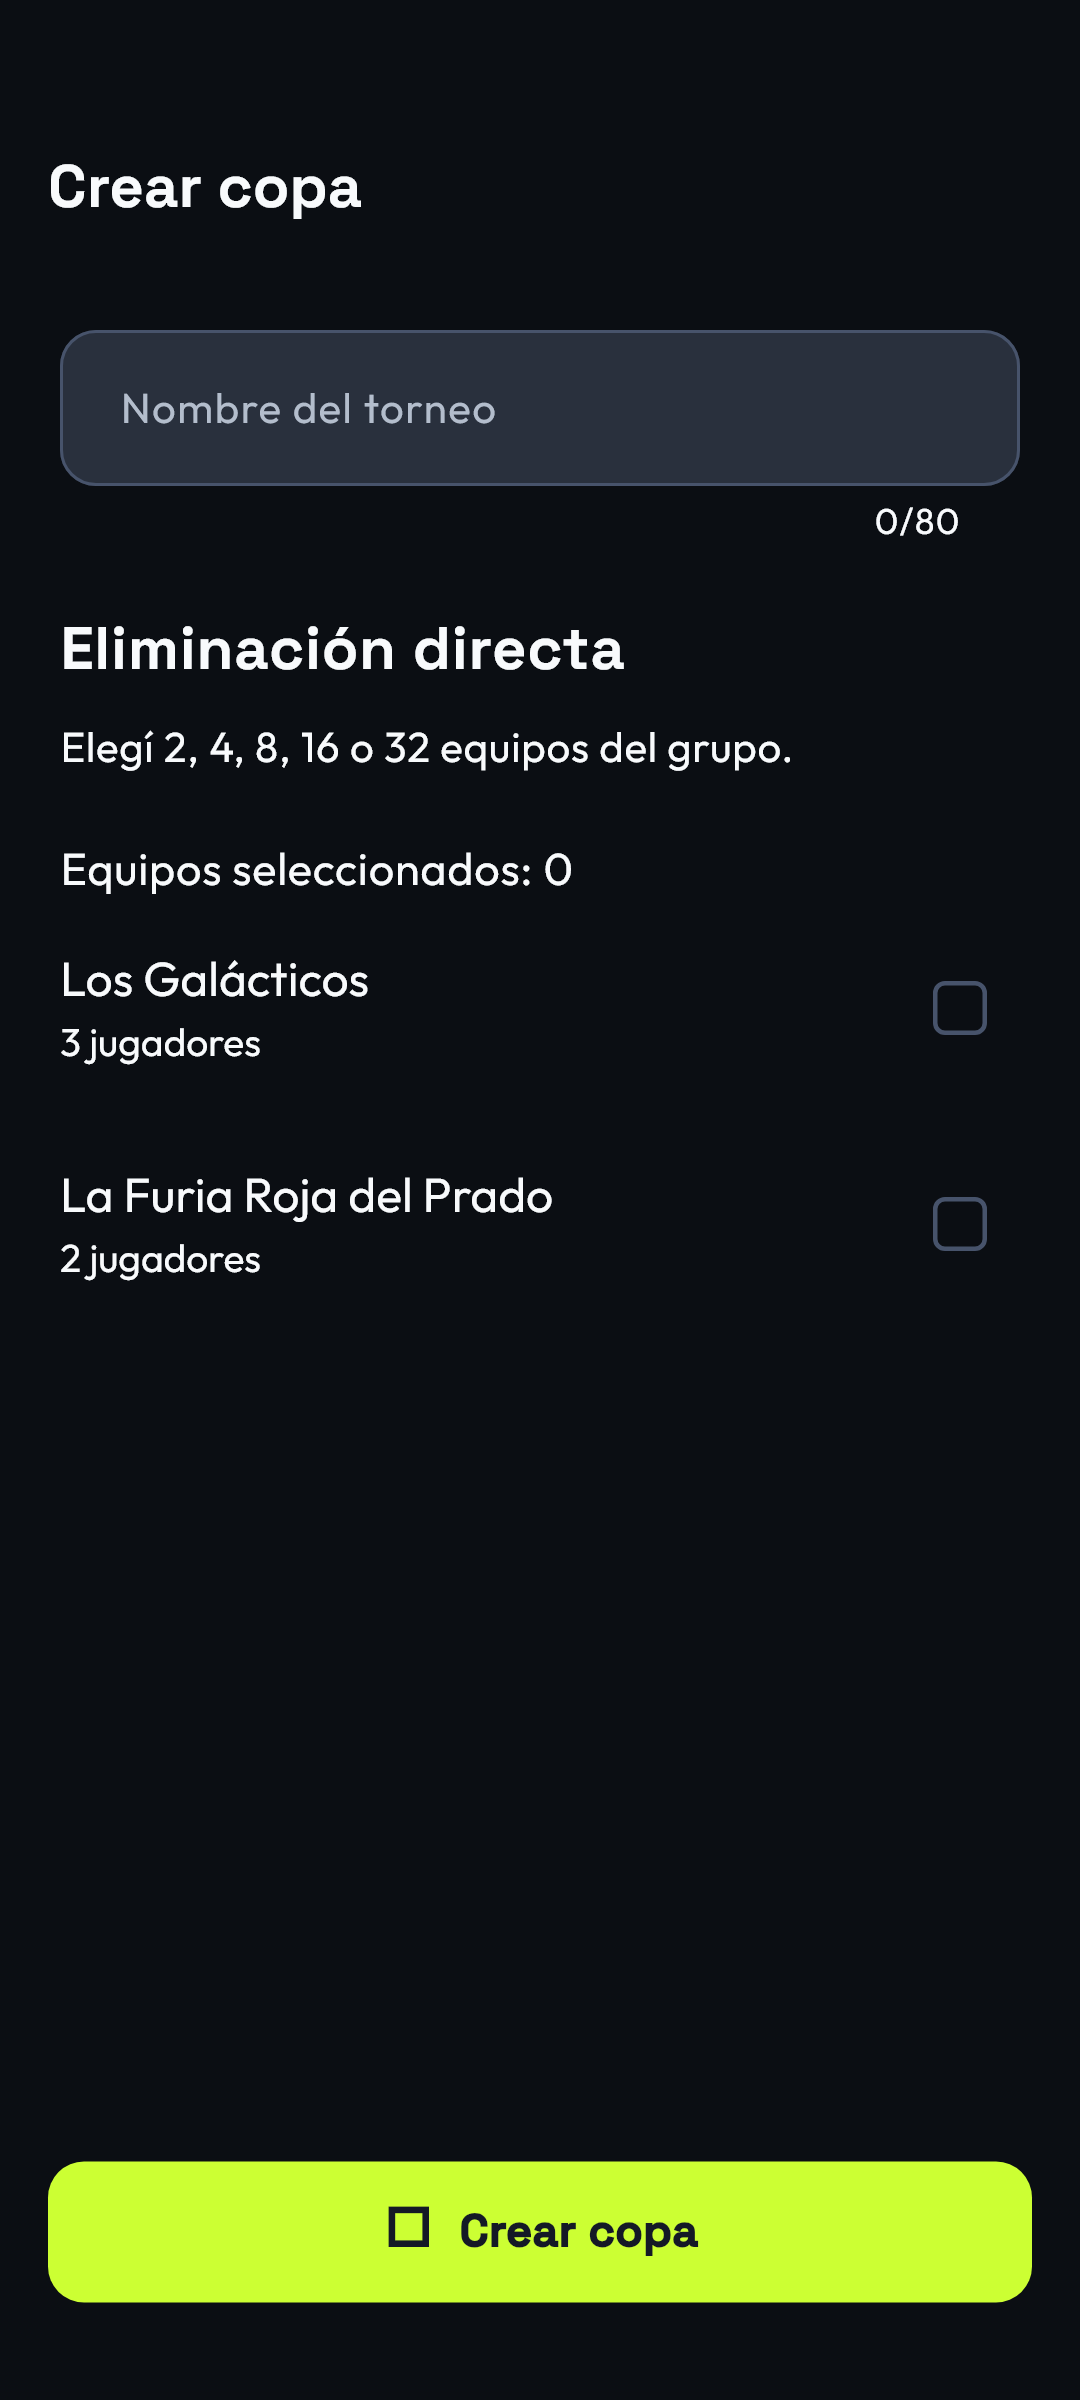 Crear copa
Nombre del torneo
0/80
Eliminación directa
Elegí 2, 4, 8, 16 o 32 equipos del grupo.
Equipos seleccionados: 0
Los Galácticos
3 jugadores
La Furia Roja del Prado
2 jugadores
Crear copa